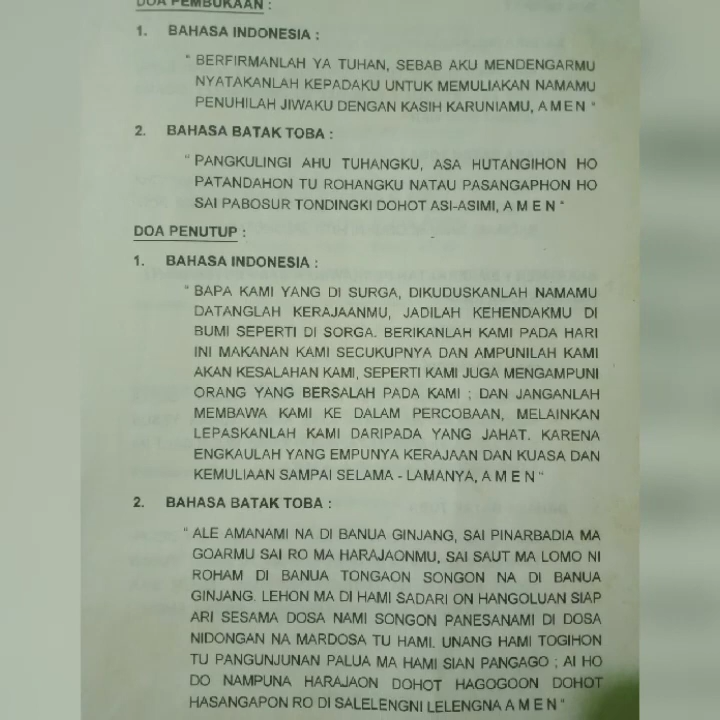 DOA PEMBUKAAN :
1. BAHASA INDONESIA :
" BERFIRMANLAH YA TUHAN, SEBAB AKU MENDENGARMU
NYATAKANLAH KEPADAKU UNTUK MEMULIAKAN NAMAMU
PENUHILAH JIWAKU DENGAN KASIH KARUNIAMU, A M E N "
2. BAHASA BATAK TOBA :
" PANGKULINGI AHU TUHANGKU, ASA HUTANGIHON HO
PATANDAHON TU ROHANGKU NATAU PASANGAPHON HO
SAI PABOSUR TONDINGKI DOHOT ASI-ASIMI, A M E N "
DOA PENUTUP :
1. BAHASA INDONESIA :
" BAPA KAMI YANG DI SURGA, DIKUDUSKANLAH NAMAMU
DATANGLAH KERAJAANMU, JADILAH KEHENDAKMU DI
BUMI SEPERTI DI SORGA. BERIKANLAH KAMI PADA HARI
INI MAKANAN KAMI SECUKUPNYA DAN AMPUNILAH KAMI
AKAN KESALAHAN KAMI, SEPERTI KAMI JUGA MENGAMPUNI
ORANG YANG BERSALAH PADA KAMI ; DAN JANGANLAH
MEMBAWA KAMI KE DALAM PERCOBAAN, MELAINKAN
LEPASKANLAH KAMI DARIPADA YANG JAHAT. KARENA
ENGKAULAH YANG EMPUNYA KERAJAAN DAN KUASA DAN
KEMULIAAN SAMPAI SELAMA - LAMANYA, A M E N "
2. BAHASA BATAK TOBA :
" ALE AMANAMI NA DI BANUA GINJANG, SAI PINARBADIA MA
GOARMU SAI RO MA HARAJAONMU, SAI SAUT MA LOMO NI
ROHAM DI BANUA TONGAON SONGON NA DI BANUA
GINJANG. LEHON MA DI HAMI SADARI ON HANGOLUAN SIAP
ARI SESAMA DOSA NAMI SONGON PANESANAMI DI DOSA
NIDONGAN NA MARDOSA TU HAMI. UNANG HAMI TOGIHON
TU PANGUNJUNAN PALUA MA HAMI SIAN PANGAGO ; AI HO
DO NAMPUNA HARAJAON DOHOT HAGOGOON DOHOT
HASANGAPON RO DI SALELENGNI LELENGNA A M E N "